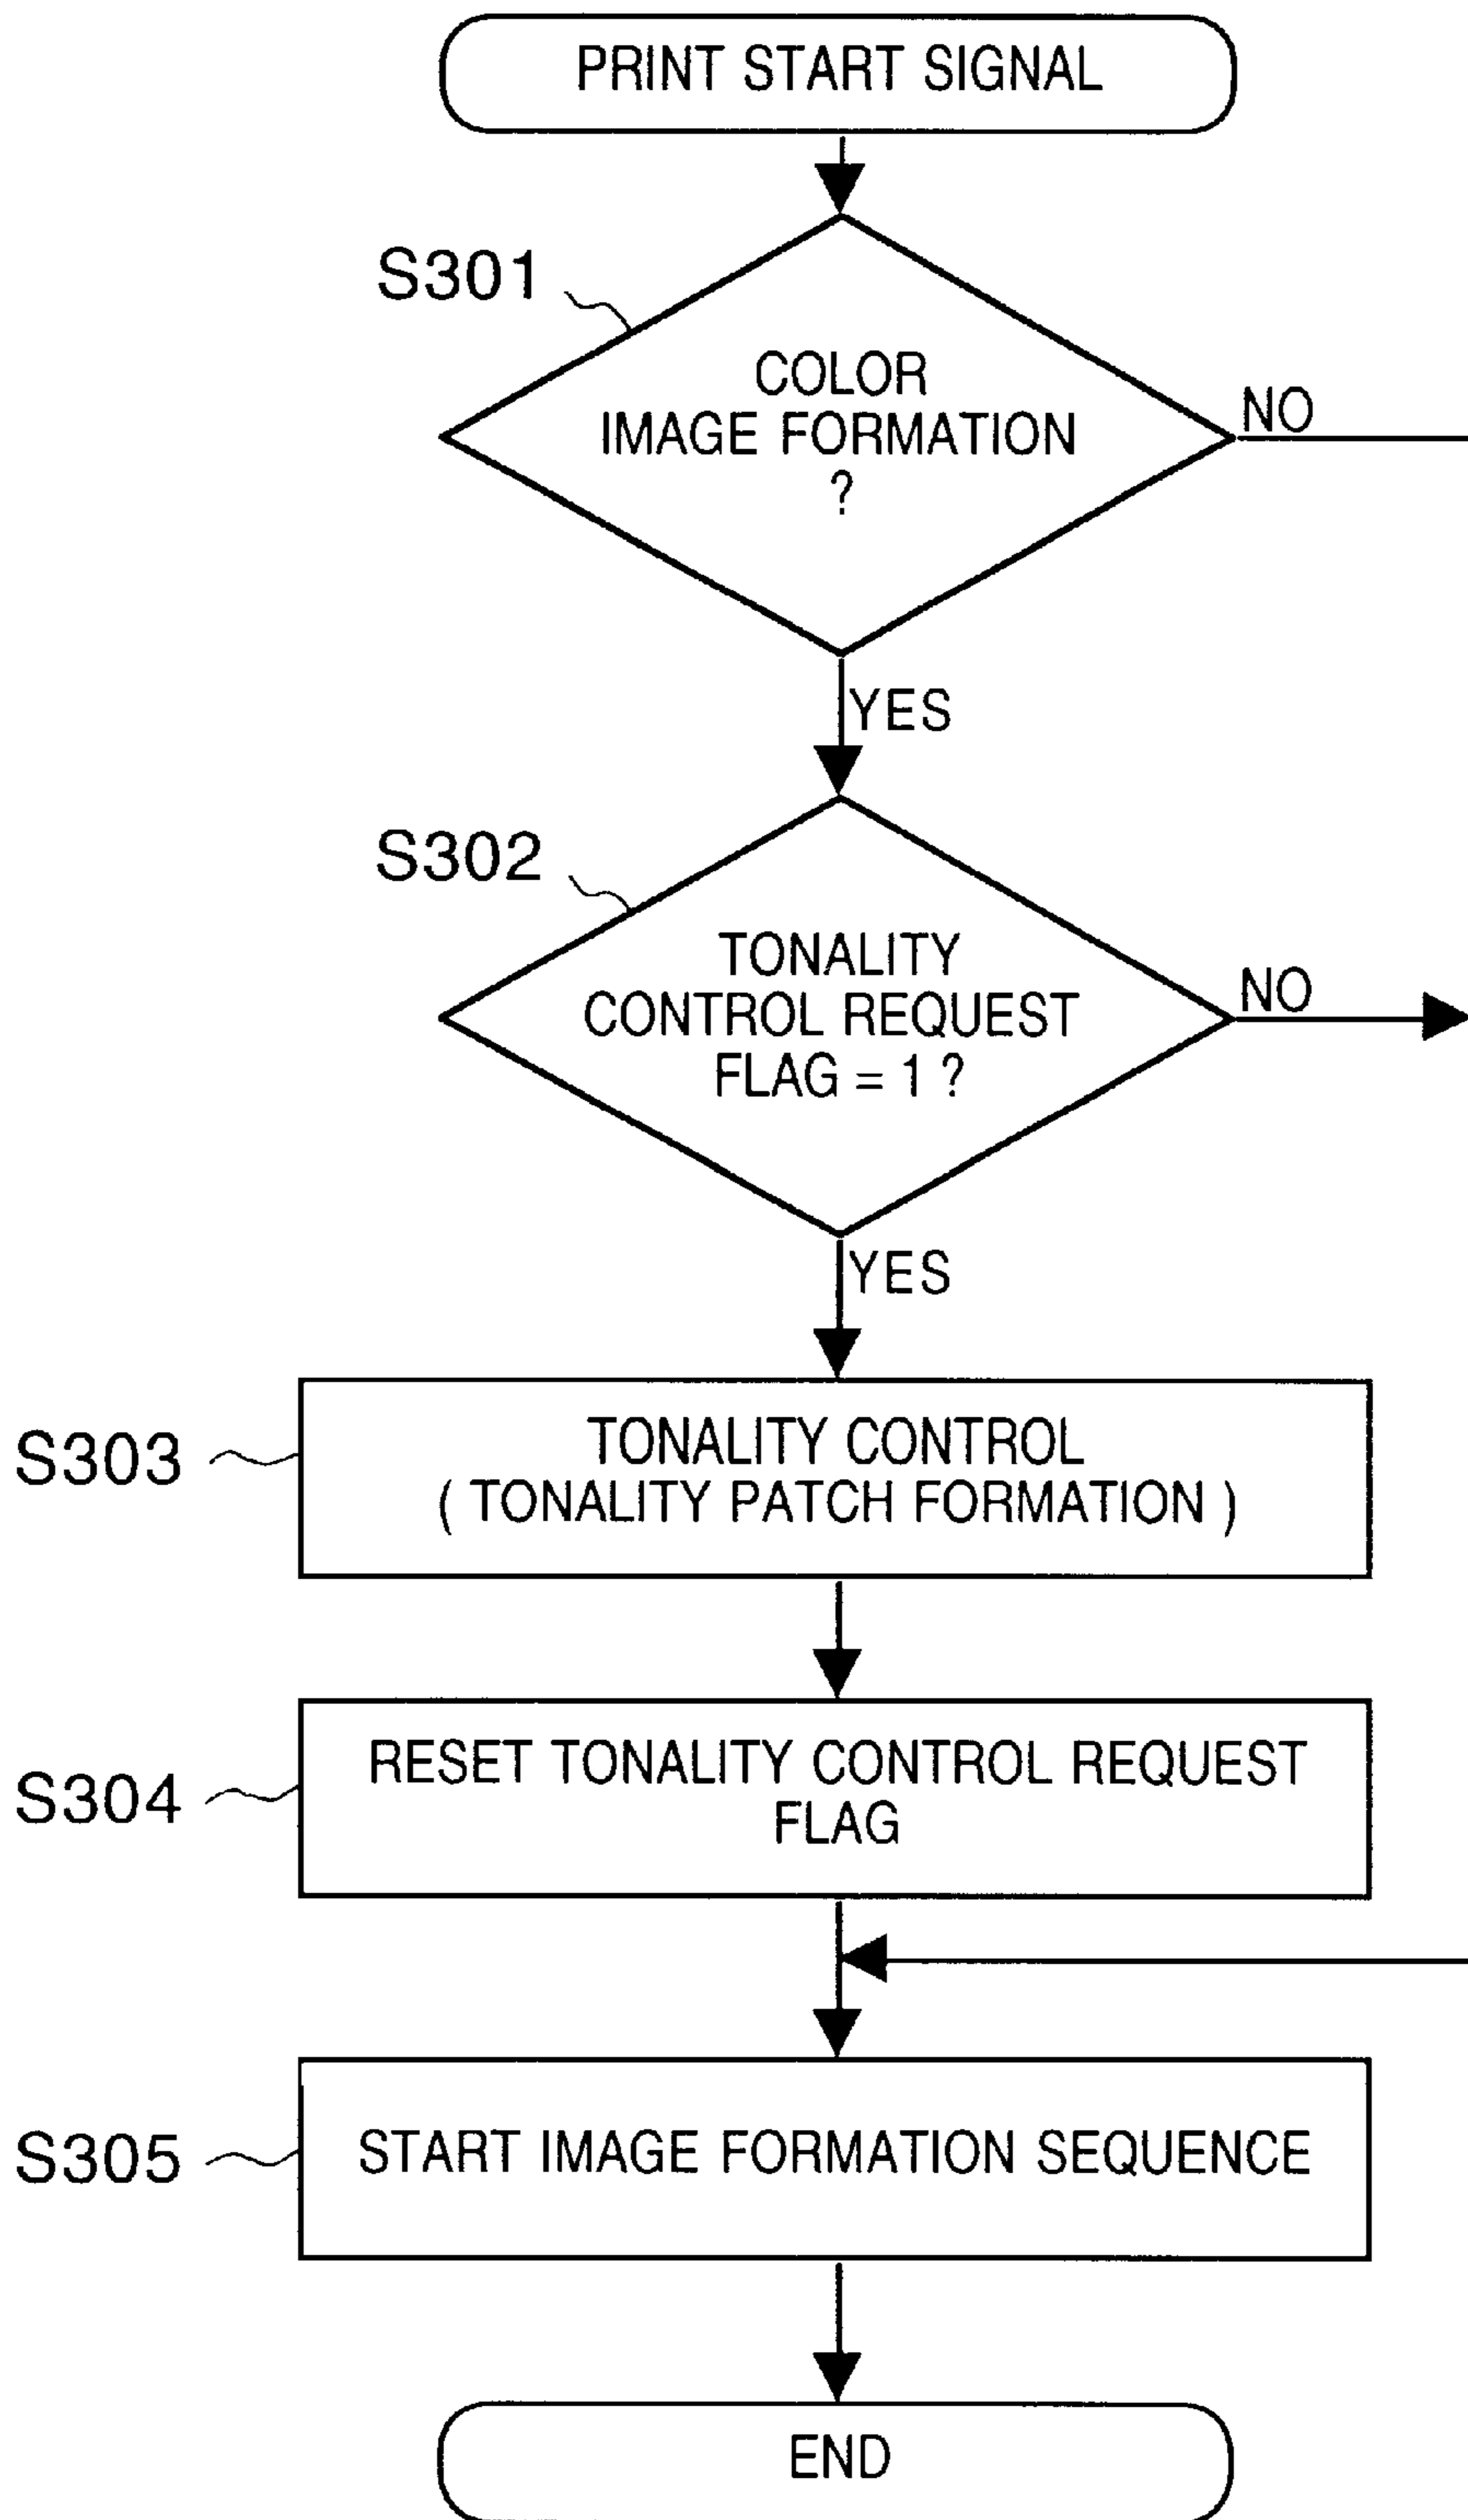 PRINT START SIGNAL
S301
COLOR
IMAGE FORMATION
?
NO
YES
S302
TONALITY
CONTROL REQUEST
FLAG = 1 ?
NO
YES
S303
TONALITY CONTROL
( TONALITY PATCH FORMATION )
S304
RESET TONALITY CONTROL REQUEST
FLAG
S305
START IMAGE FORMATION SEQUENCE
END